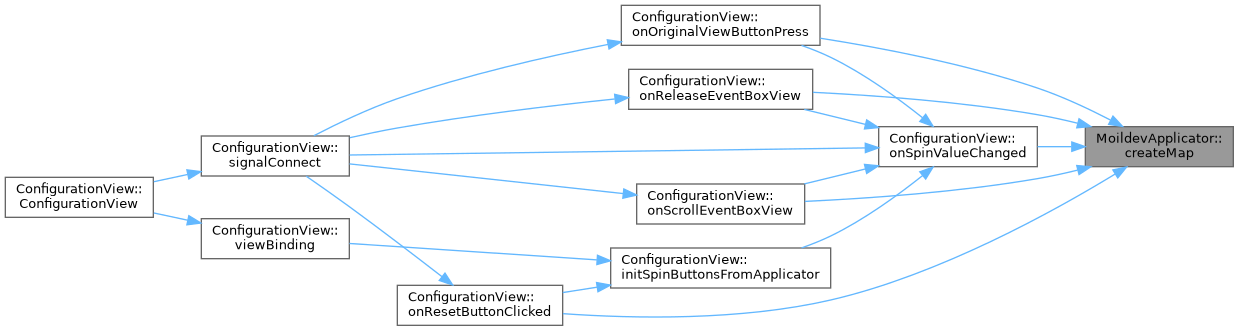 ConfigurationView::
onOriginalViewButtonPress
ConfigurationView::
onReleaseEventBoxView
ConfigurationView::
signalConnect
ConfigurationView::
onSpinValueChanged
MoildevApplicator::
createMap
ConfigurationView::
ConfigurationView
ConfigurationView::
onScrollEventBoxView
ConfigurationView::
viewBinding
ConfigurationView::
initSpinButtonsFromApplicator
ConfigurationView::
onResetButtonClicked